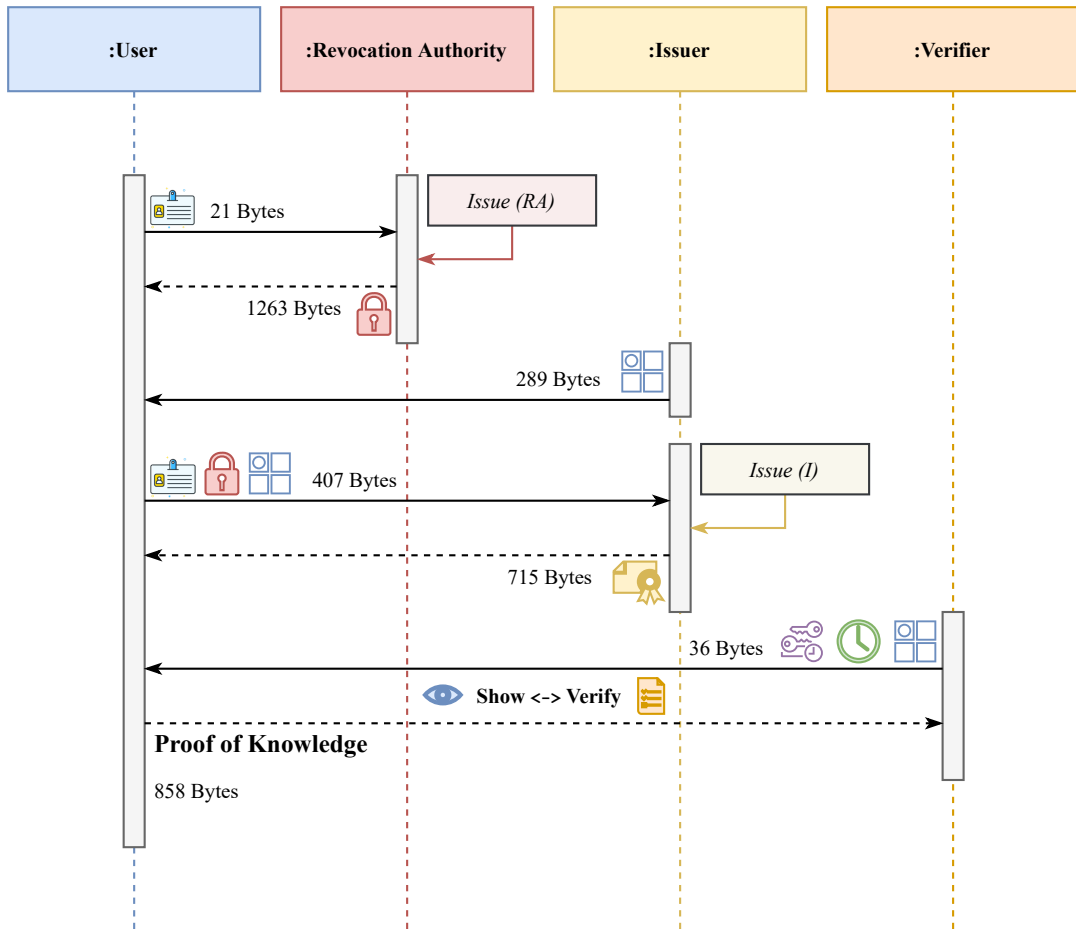 :User
:Revocation Authority
:Issuer
:Verifier
Issue (RA)
21 Bytes
1263 Bytes
289 Bytes
Issue (I)
407 Bytes
715 Bytes
36 Bytes
Show <-> Verify
Proof of Knowledge
858 Bytes